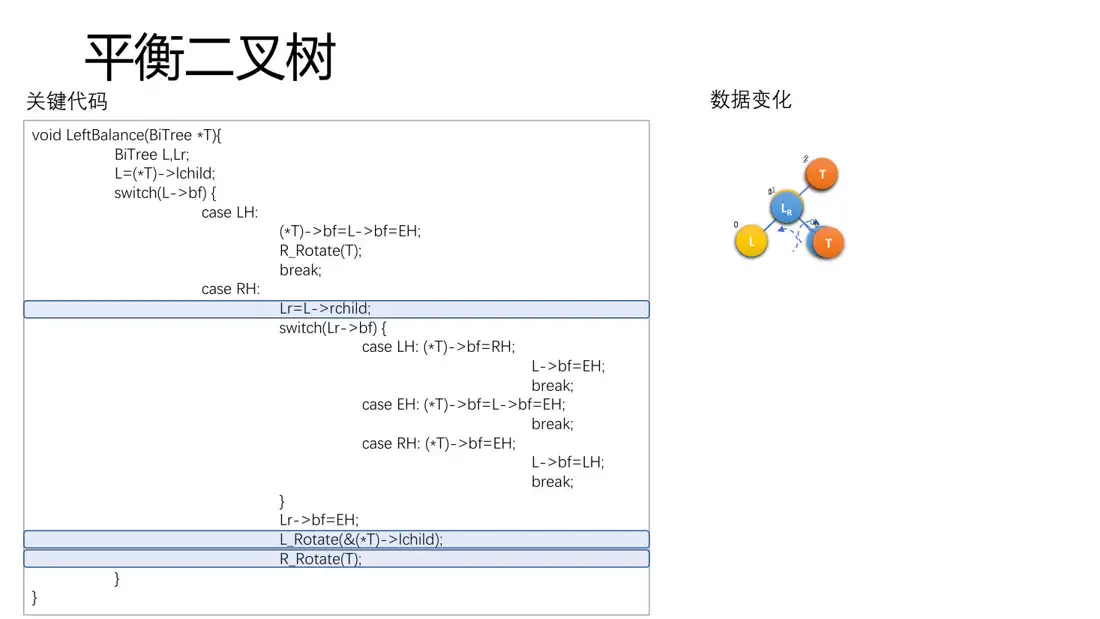 平衡二叉树
关键代码
数据变化
void LeftBalance(BiTree *T){
BiTree L,Lr;
L=(*T)->lchild;
switch(L->bf) {
case LH:
(*T)->bf=L->bf=EH;
R_Rotate(T);
break;
case RH:
Lr=L->rchild;
switch(Lr->bf) {
case LH: (*T)->bf=RH;
L->bf=EH;
break;
case EH: (*T)->bf=L->bf=EH;
break;
case RH: (*T)->bf=EH;
L->bf=LH;
break;
}
Lr->bf=EH;
L_Rotate(&(*T)->lchild);
R_Rotate(T);
}
}
T
LR
0
L
T